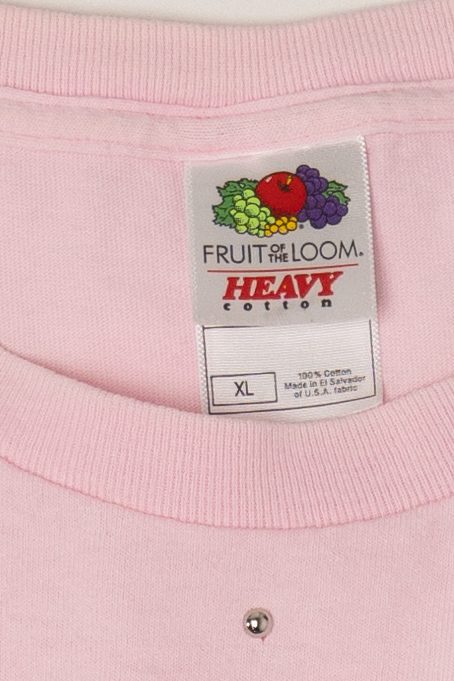 FRUIT OF THE LOOM®
HEAVY
cotton
XL
100% Cotton
Made in El Salvador
of U.S.A. fabric